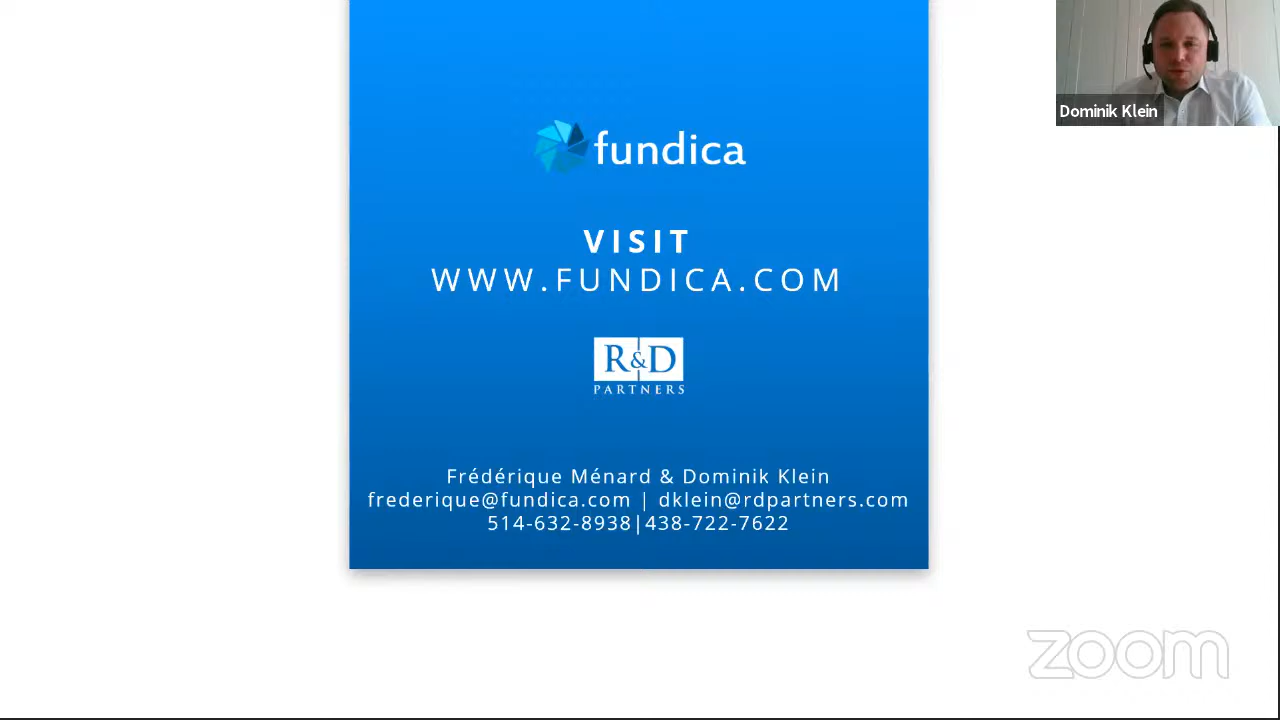 Dominik Klein
fundica
VISIT
WWW.FUNDICA.COM
R&D
PARTNERS
Frédérique Ménard & Dominik Klein
frederique@fundica.com | dklein@rdpartners.com
514-632-8938|438-722-7622
zoom